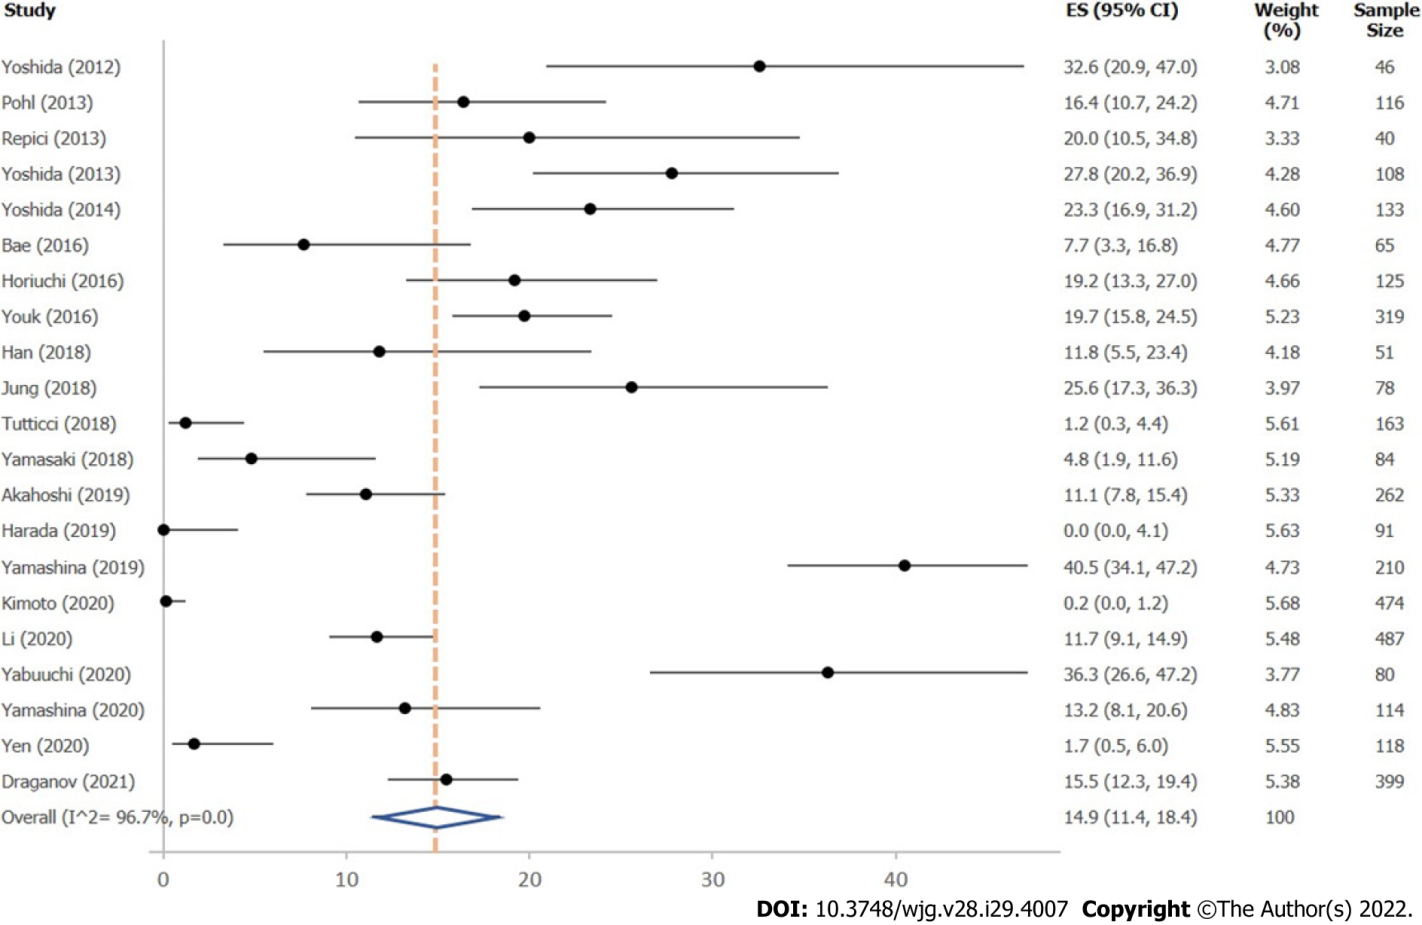 Study ES (95% CI) Weight (%) Sample Size
Yoshida (2012) 32.6 (20.9, 47.0) 3.08 46
Pohl (2013) 16.4 (10.7, 24.2) 4.71 116
Repici (2013) 20.0 (10.5, 34.8) 3.33 40
Yoshida (2013) 27.8 (20.2, 36.9) 4.28 108
Yoshida (2014) 23.3 (16.9, 31.2) 4.60 133
Bae (2016) 7.7 (3.3, 16.8) 4.77 65
Horiuchi (2016) 19.2 (13.3, 27.0) 4.66 125
Youk (2016) 19.7 (15.8, 24.5) 5.23 319
Han (2018) 11.8 (5.5, 23.4) 4.18 51
Jung (2018) 25.6 (17.3, 36.3) 3.97 78
Tutticci (2018) 1.2 (0.3, 4.4) 5.61 163
Yamasaki (2018) 4.8 (1.9, 11.6) 5.19 84
Akahoshi (2019) 11.1 (7.8, 15.4) 5.33 262
Harada (2019) 0.0 (0.0, 4.1) 5.63 91
Yamashina (2019) 40.5 (34.1, 47.2) 4.73 210
Kimoto (2020) 0.2 (0.0, 1.2) 5.68 474
Li (2020) 11.7 (9.1, 14.9) 5.48 487
Yabuuchi (2020) 36.3 (26.6, 47.2) 3.77 80
Yamashina (2020) 13.2 (8.1, 20.6) 4.83 114
Yen (2020) 1.7 (0.5, 6.0) 5.55 118
Draganov (2021) 15.5 (12.3, 19.4) 5.38 399
Overall (I^2= 96.7%, p=0.0) 14.9 (11.4, 18.4) 100
0 10 20 30 40
DOI: 10.3748/wjg.v28.i29.4007 Copyright ©The Author(s) 2022.